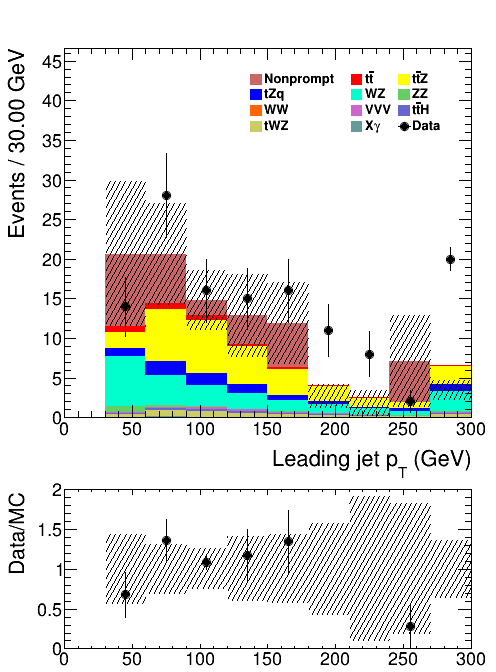 Events / 30.00 GeV
45
40
35
30
25
20
15
10
5
0
Nonprompt tt̄ tt̄Z
tZq WZ ZZ
WW VVV tt̄H
tWZ Xγ Data
0 50 100 150 200 250 300
Leading jet p_T (GeV)
Data/MC
2
1.5
1
0.5
0
0 50 100 150 200 250 300